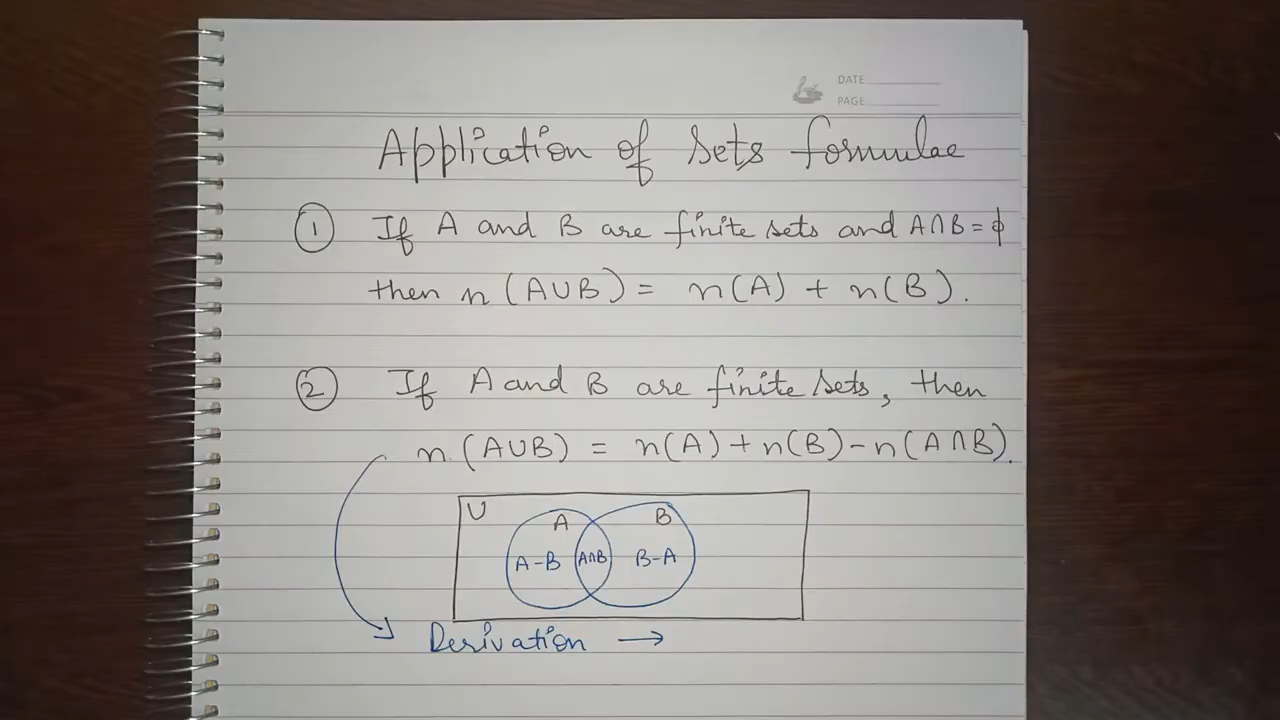 DATE
PAGE
Application of Sets formulae
① If A and B are finite sets and A∩B = ϕ
then n (A∪B) = n(A) + n(B).
② If A and B are finite sets, then
n (A∪B) = n(A) + n(B) - n(A∩B).
U
A B
A-B A∩B B-A
Derivation →